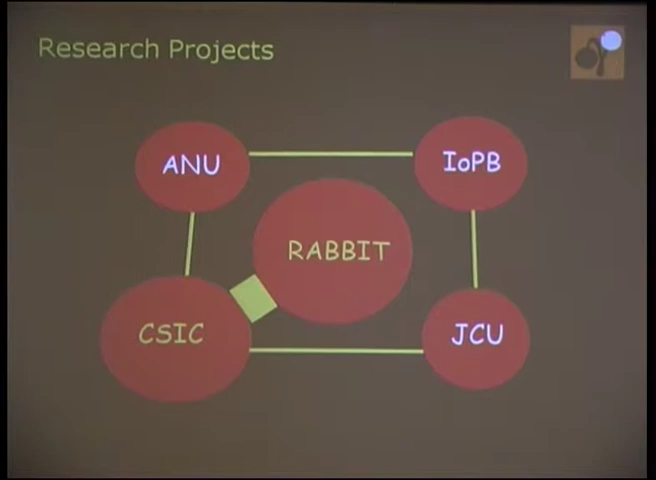 Research Projects
ANU
IoPB
RABBIT
CSIC
JCU